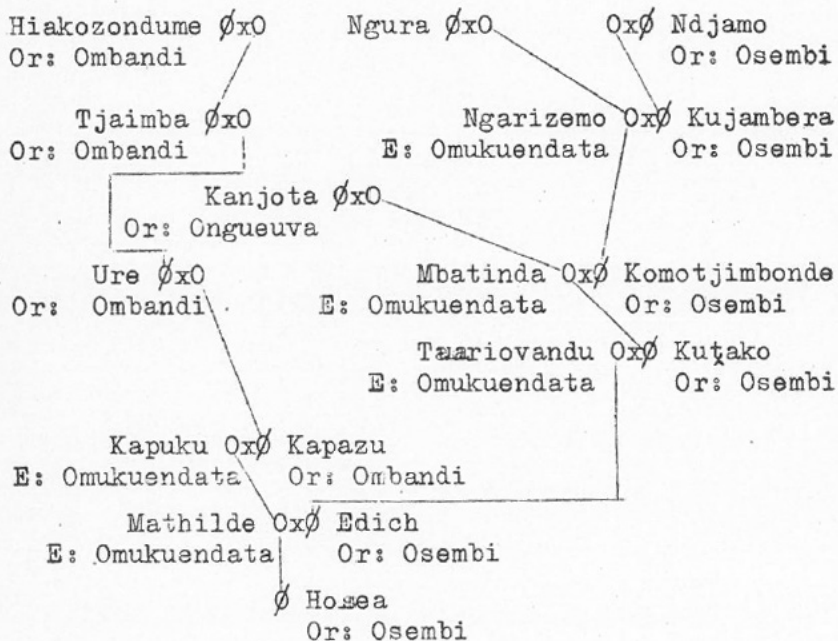 Hiakozondume ØxO Ngura ØxO OxØ Ndjamo
Or: Ombandi Or: Osembi
Tjaimba ØxO Ngarizemo OxØ Kujambera
Or: Ombandi E: Omukuendata Or: Osembi
Kanjota ØxO
Or: Ongueuva
Ure ØxO Mbatinda OxØ Komotjimbonde
Or: Ombandi E: Omukuendata Or: Osembi
Taariovandu OxØ Kutako
E: Omukuendata Or: Osembi
Kapuku OxØ Kapazu
E: Omukuendata Or: Ombandi
Mathilde OxØ Edich
E: Omukuendata Or: Osembi
Ø Hosea
Or: Osembi